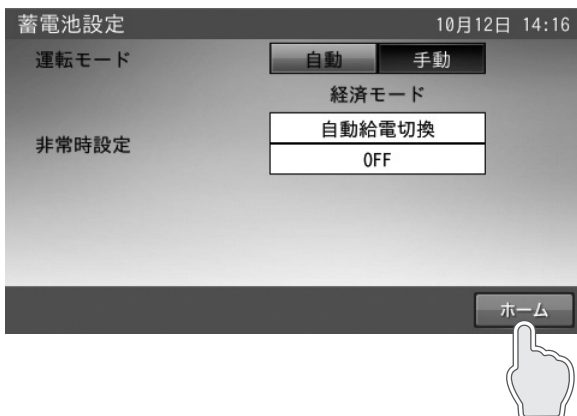 蓄電池設定 10月12日 14:16
運転モード 自動 手動
経済モード
非常時設定 自動給電切換
OFF
ホーム